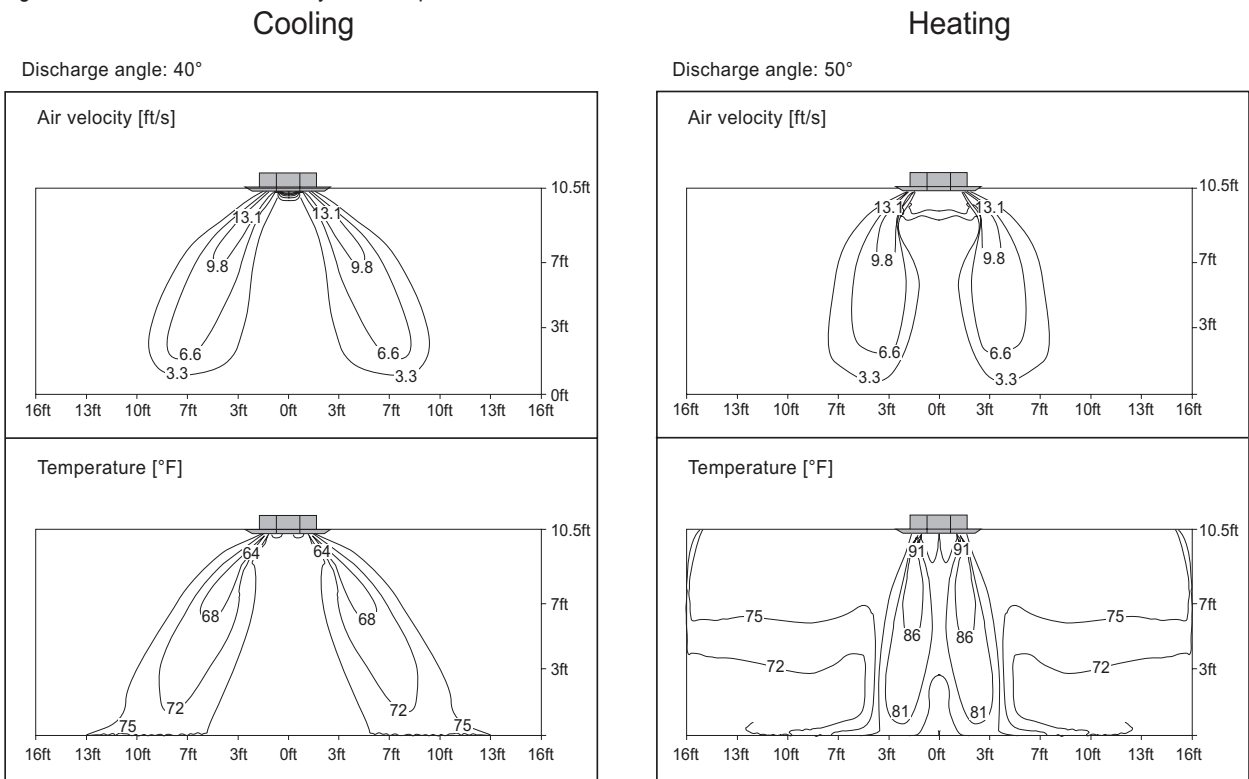 Cooling
Heating
Discharge angle: 40°
Discharge angle: 50°
Air velocity [ft/s]
13.1 13.1
9.8 9.8
6.6 6.6
3.3 3.3
10.5ft
7ft
3ft
0ft
16ft 13ft 10ft 7ft 3ft 0ft 3ft 7ft 10ft 13ft 16ft
Air velocity [ft/s]
13.1 13.1
9.8 9.8
6.6 6.6
3.3 3.3
10.5ft
7ft
3ft
16ft 13ft 10ft 7ft 3ft 0ft 3ft 7ft 10ft 13ft 16ft
Temperature [°F]
64 64
68 68
72 72
75 75
10.5ft
7ft
3ft
16ft 13ft 10ft 7ft 3ft 0ft 3ft 7ft 10ft 13ft 16ft
Temperature [°F]
91 91
75 75
86 86
72 72
81 81
10.5ft
7ft
3ft
16ft 13ft 10ft 7ft 3ft 0ft 3ft 7ft 10ft 13ft 16ft